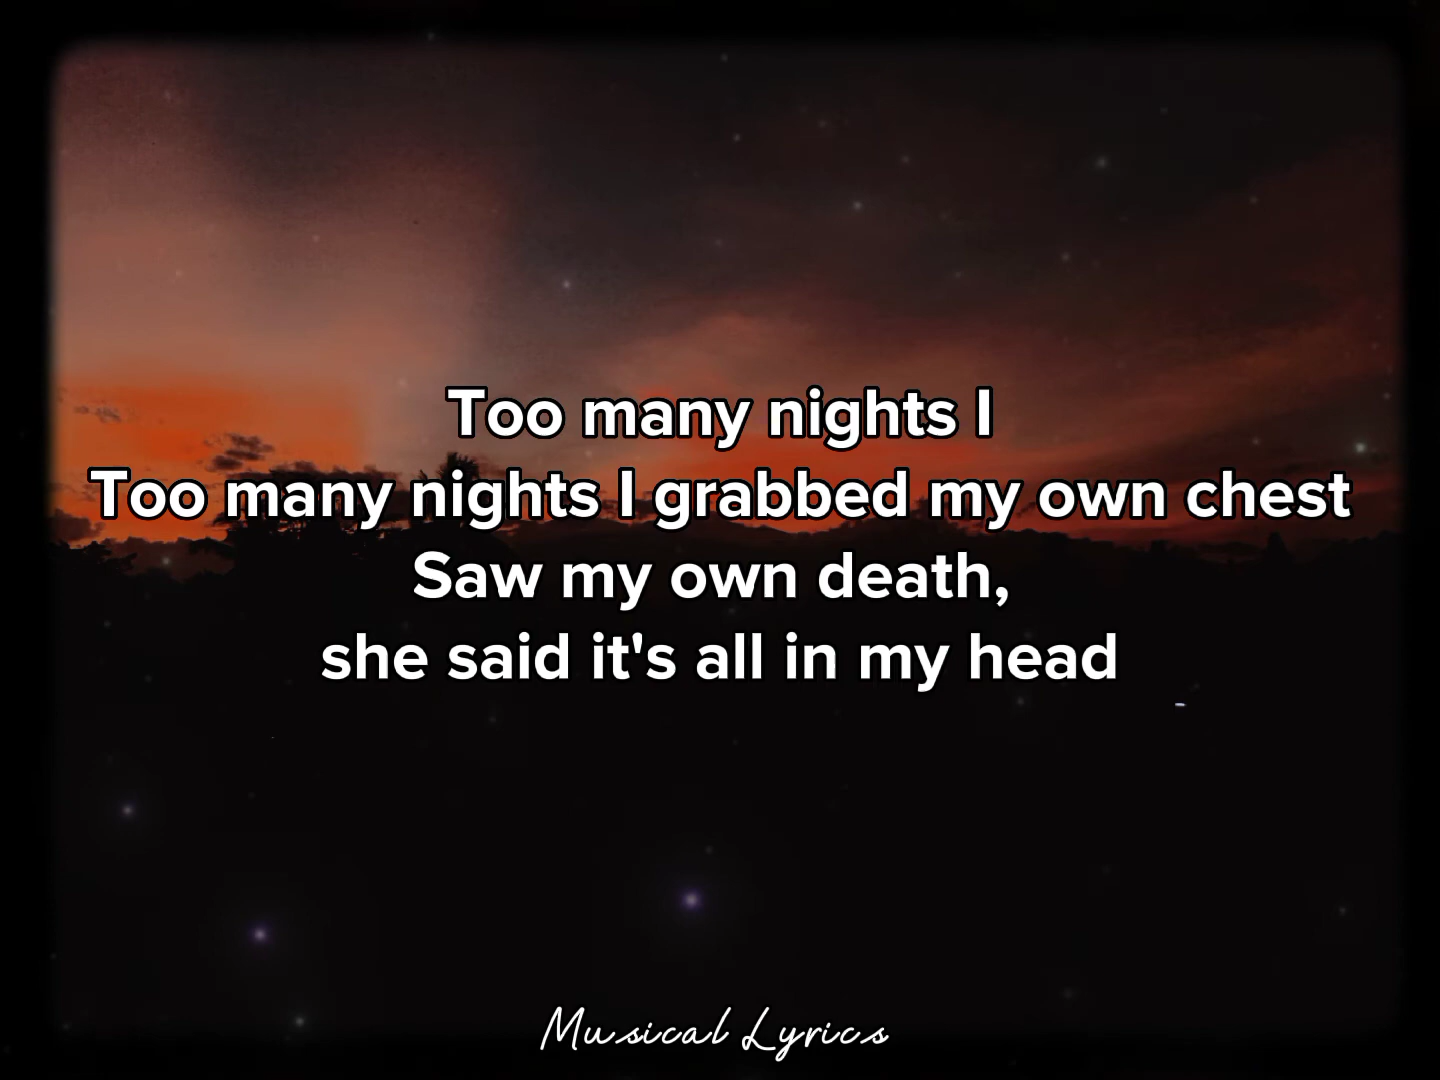 Too many nights I
Too many nights I grabbed my own chest
Saw my own death,
she said it's all in my head
Musical Lyrics